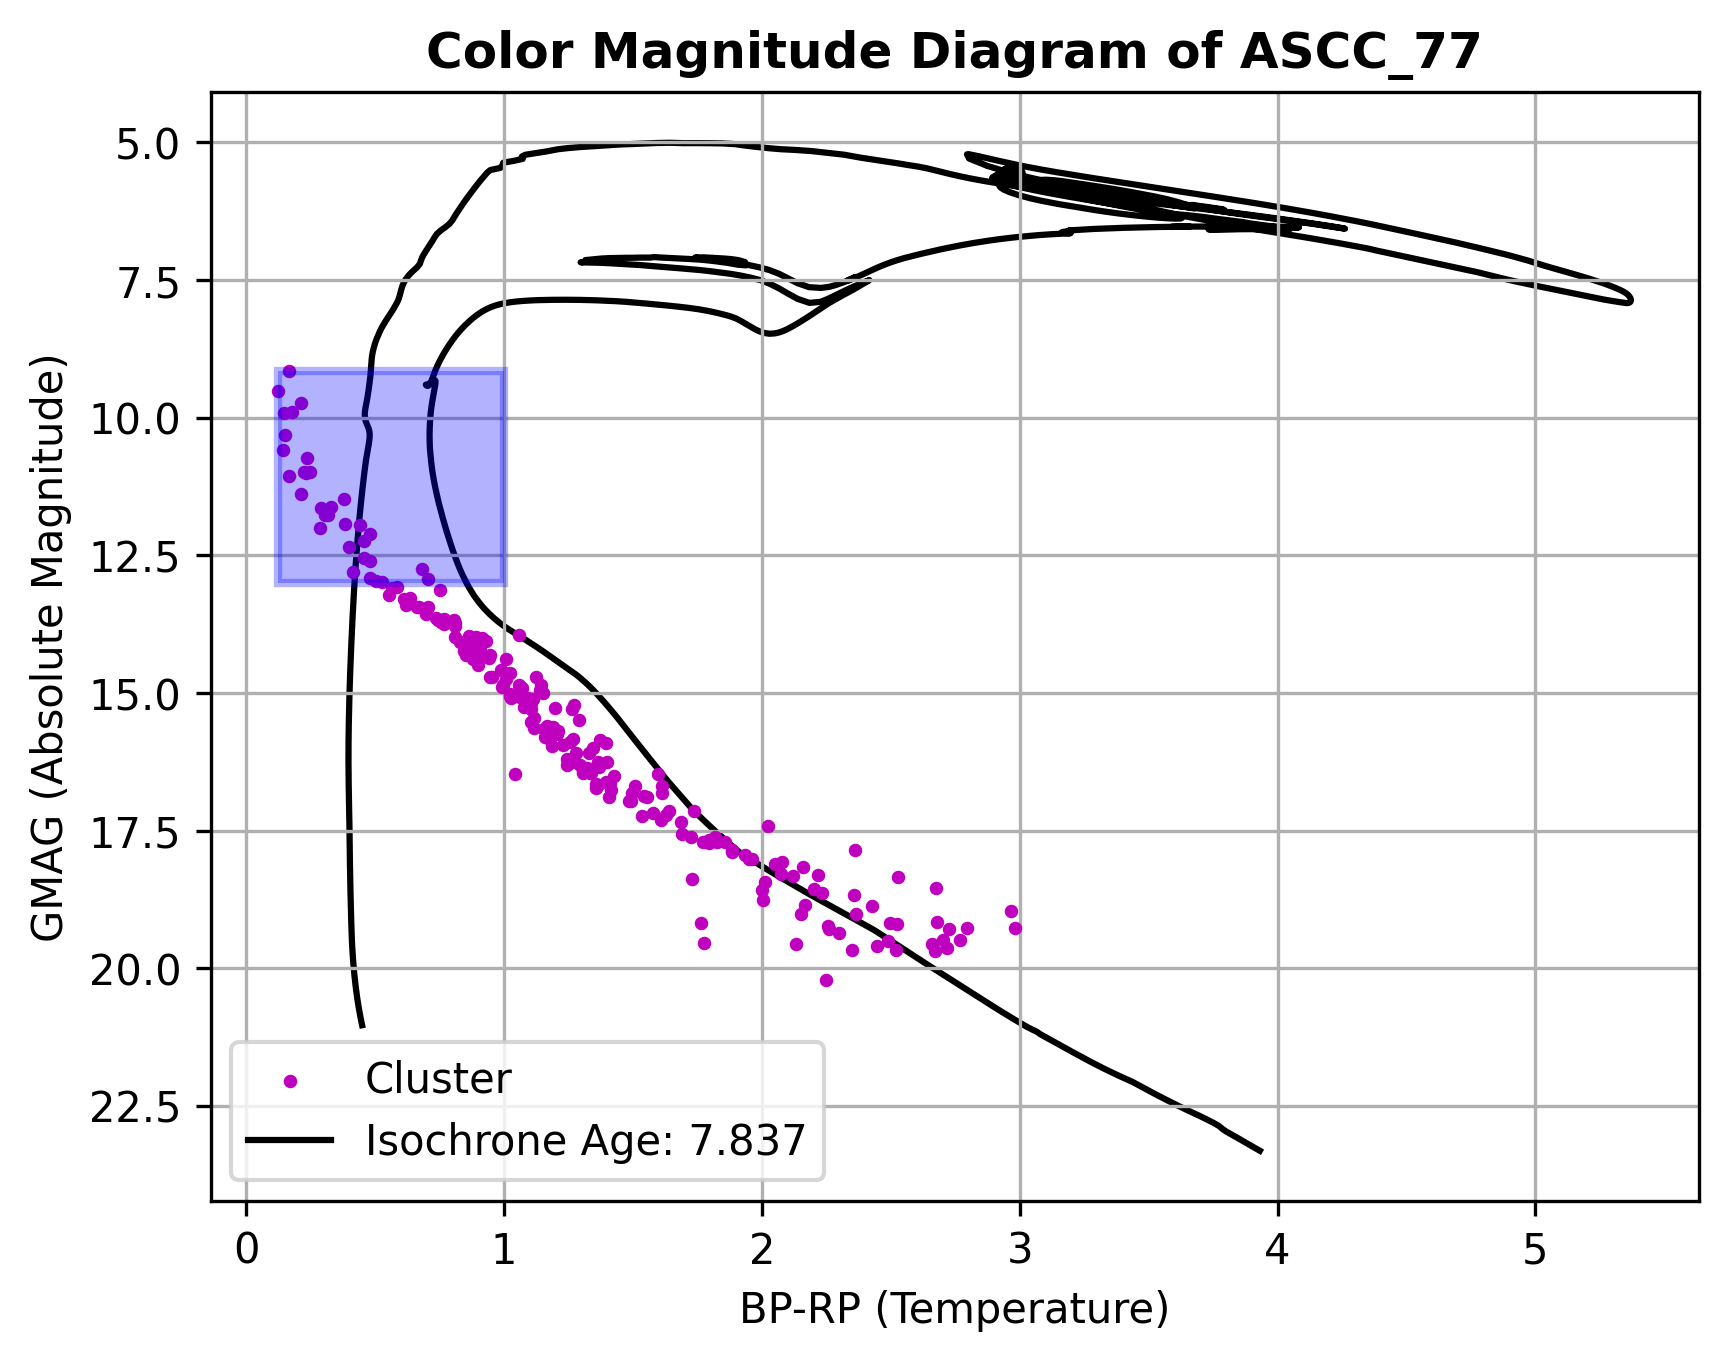 Color Magnitude Diagram of ASCC_77
GMAG (Absolute Magnitude)
5.0
7.5
10.0
12.5
15.0
17.5
20.0
22.5
Cluster
Isochrone Age: 7.837
0 1 2 3 4 5
BP-RP (Temperature)